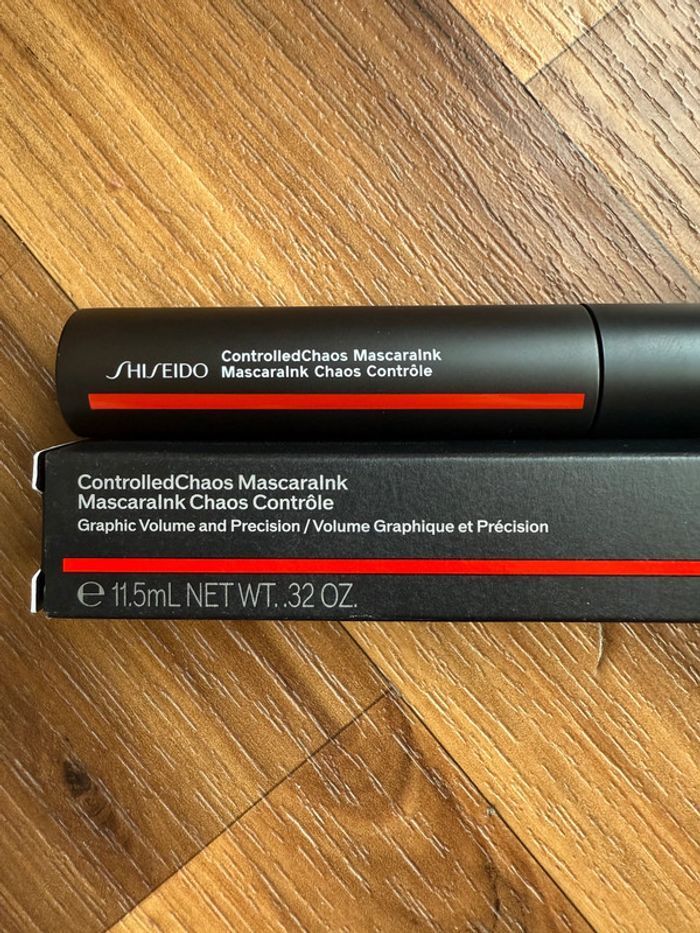 SHISEIDO
ControlledChaos MascaraInk
MascaraInk Chaos Contrôle
ControlledChaos MascaraInk
MascaraInk Chaos Contrôle
Graphic Volume and Precision / Volume Graphique et Précision
℮ 11.5mL NET WT. .32 OZ.